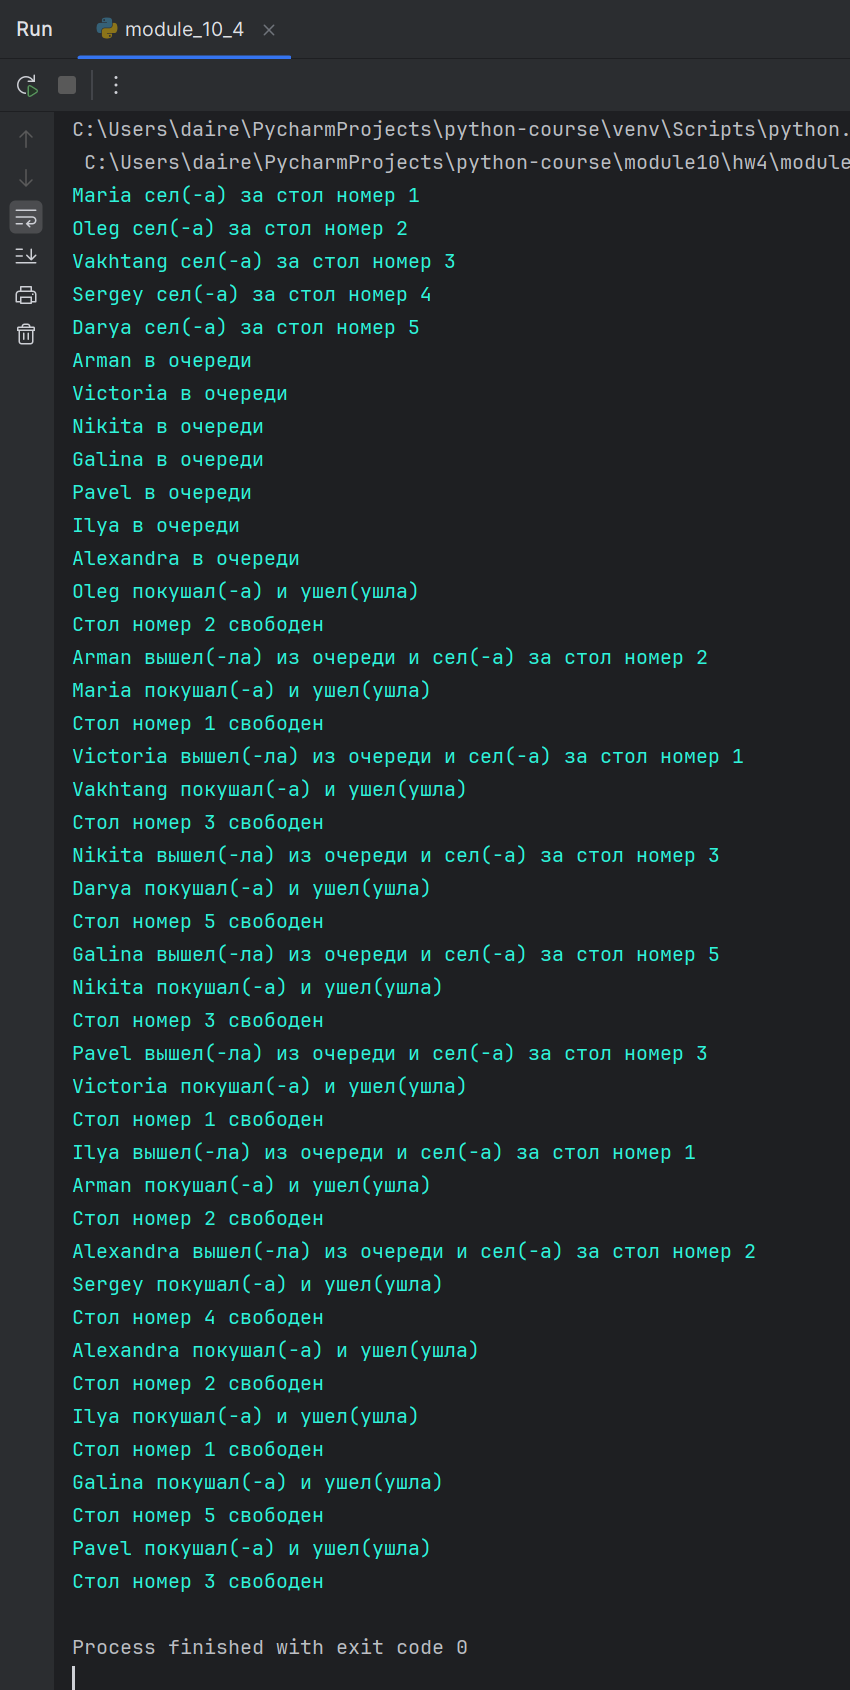 Run module_10_4
C:\Users\daire\PycharmProjects\python-course\venv\Scripts\python.
C:\Users\daire\PycharmProjects\python-course\module10\hw4\module
Maria сел(-а) за стол номер 1
Oleg сел(-а) за стол номер 2
Vakhtang сел(-а) за стол номер 3
Sergey сел(-а) за стол номер 4
Darya сел(-а) за стол номер 5
Arman в очереди
Victoria в очереди
Nikita в очереди
Galina в очереди
Pavel в очереди
Ilya в очереди
Alexandra в очереди
Oleg покушал(-а) и ушел(ушла)
Стол номер 2 свободен
Arman вышел(-ла) из очереди и сел(-а) за стол номер 2
Maria покушал(-а) и ушел(ушла)
Стол номер 1 свободен
Victoria вышел(-ла) из очереди и сел(-а) за стол номер 1
Vakhtang покушал(-а) и ушел(ушла)
Стол номер 3 свободен
Nikita вышел(-ла) из очереди и сел(-а) за стол номер 3
Darya покушал(-а) и ушел(ушла)
Стол номер 5 свободен
Galina вышел(-ла) из очереди и сел(-а) за стол номер 5
Nikita покушал(-а) и ушел(ушла)
Стол номер 3 свободен
Pavel вышел(-ла) из очереди и сел(-а) за стол номер 3
Victoria покушал(-а) и ушел(ушла)
Стол номер 1 свободен
Ilya вышел(-ла) из очереди и сел(-а) за стол номер 1
Arman покушал(-а) и ушел(ушла)
Стол номер 2 свободен
Alexandra вышел(-ла) из очереди и сел(-а) за стол номер 2
Sergey покушал(-а) и ушел(ушла)
Стол номер 4 свободен
Alexandra покушал(-а) и ушел(ушла)
Стол номер 2 свободен
Ilya покушал(-а) и ушел(ушла)
Стол номер 1 свободен
Galina покушал(-а) и ушел(ушла)
Стол номер 5 свободен
Pavel покушал(-а) и ушел(ушла)
Стол номер 3 свободен
Process finished with exit code 0